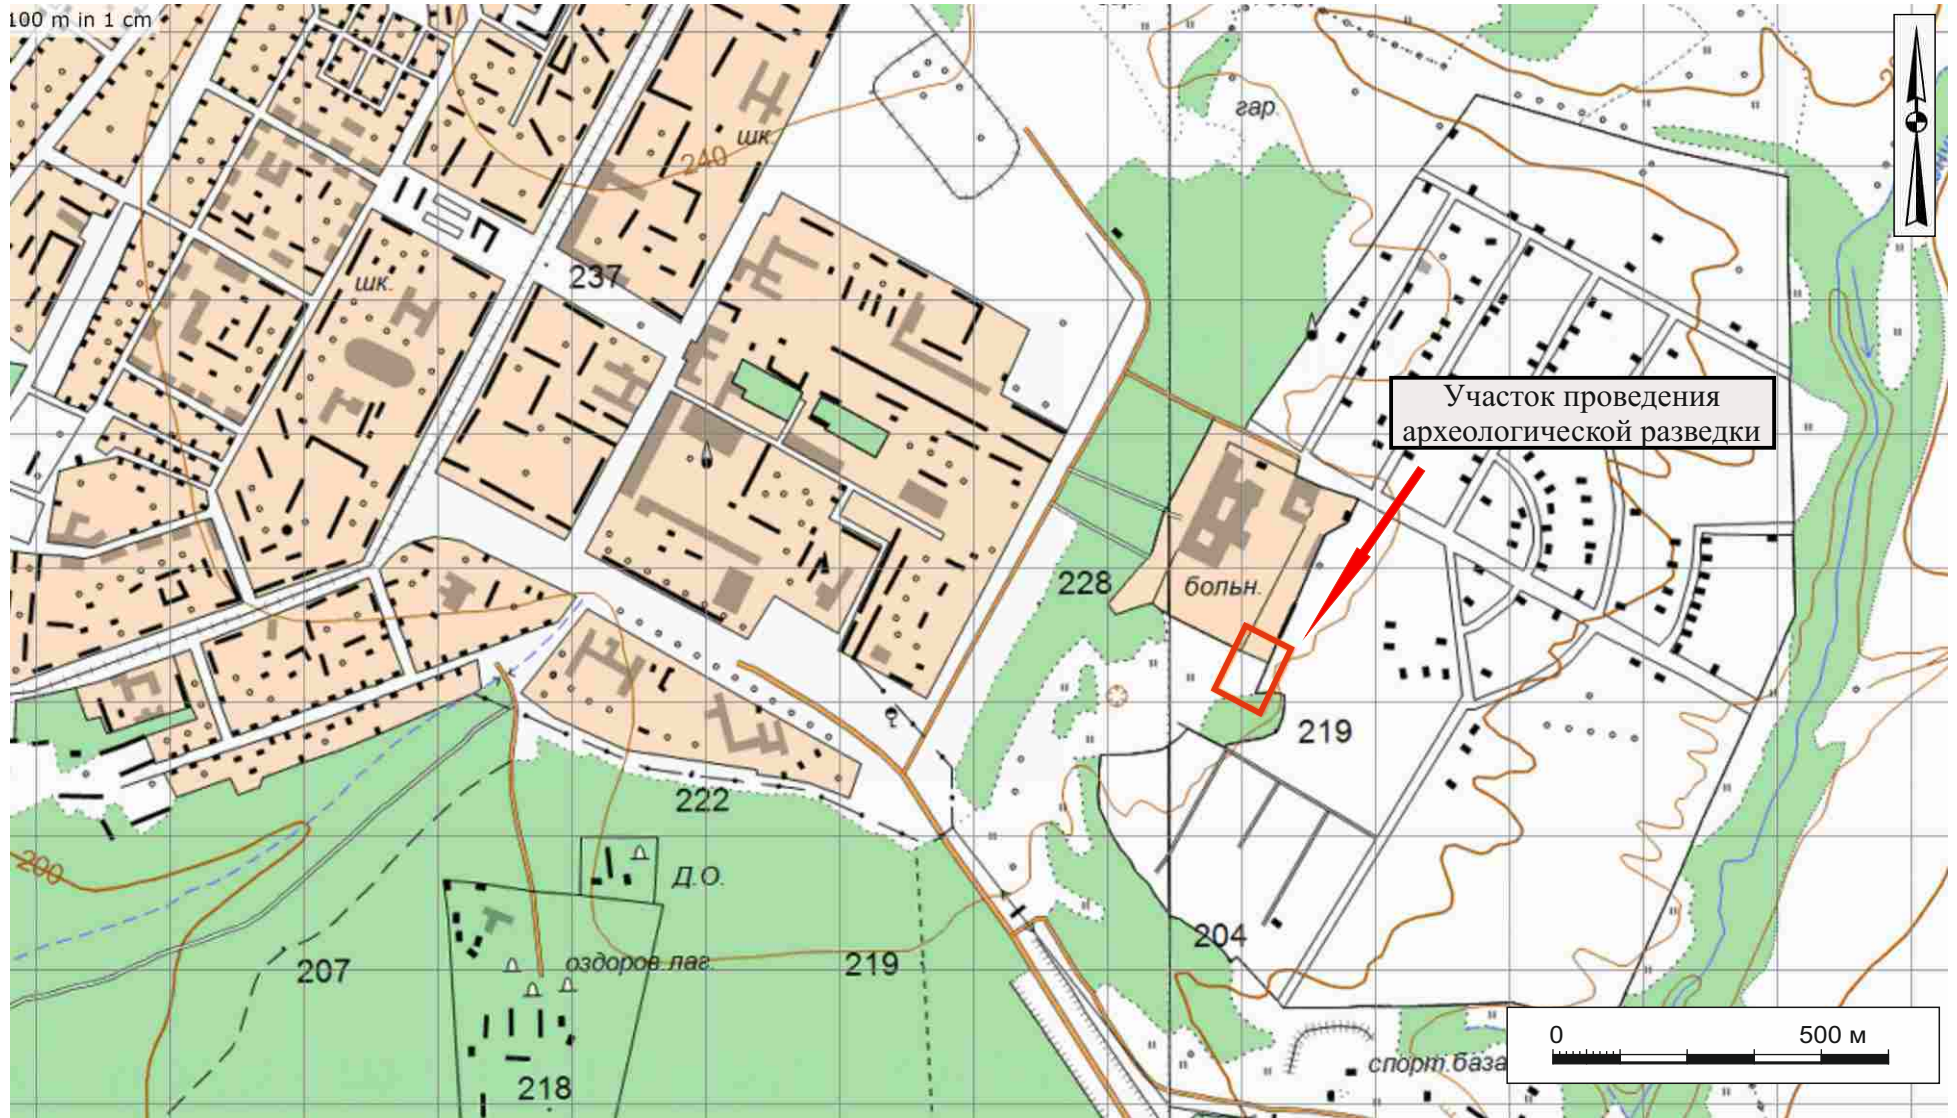 100 m in 1 cm
гар.
шк.
240
237
шк.
Участок проведения
археологической разведки
228
больн.
219
222
200
Д.О.
204
207
оздоров.лаг.
219
218
спорт.база
0 500 м